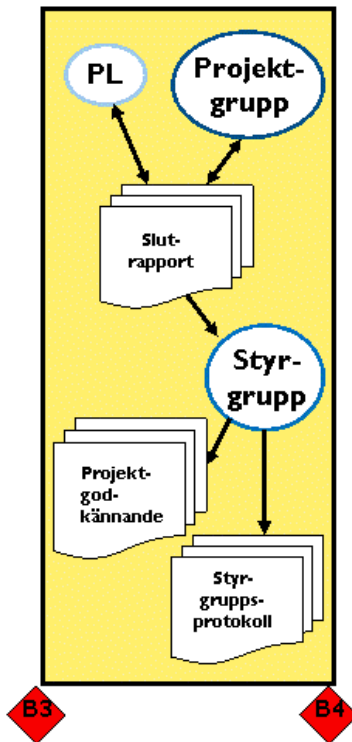 PL
Projekt-
grupp
Slut-
rapport
Styr-
grupp
Projekt-
god-
kännande
Styr-
grupps-
protokoll
B3
B4